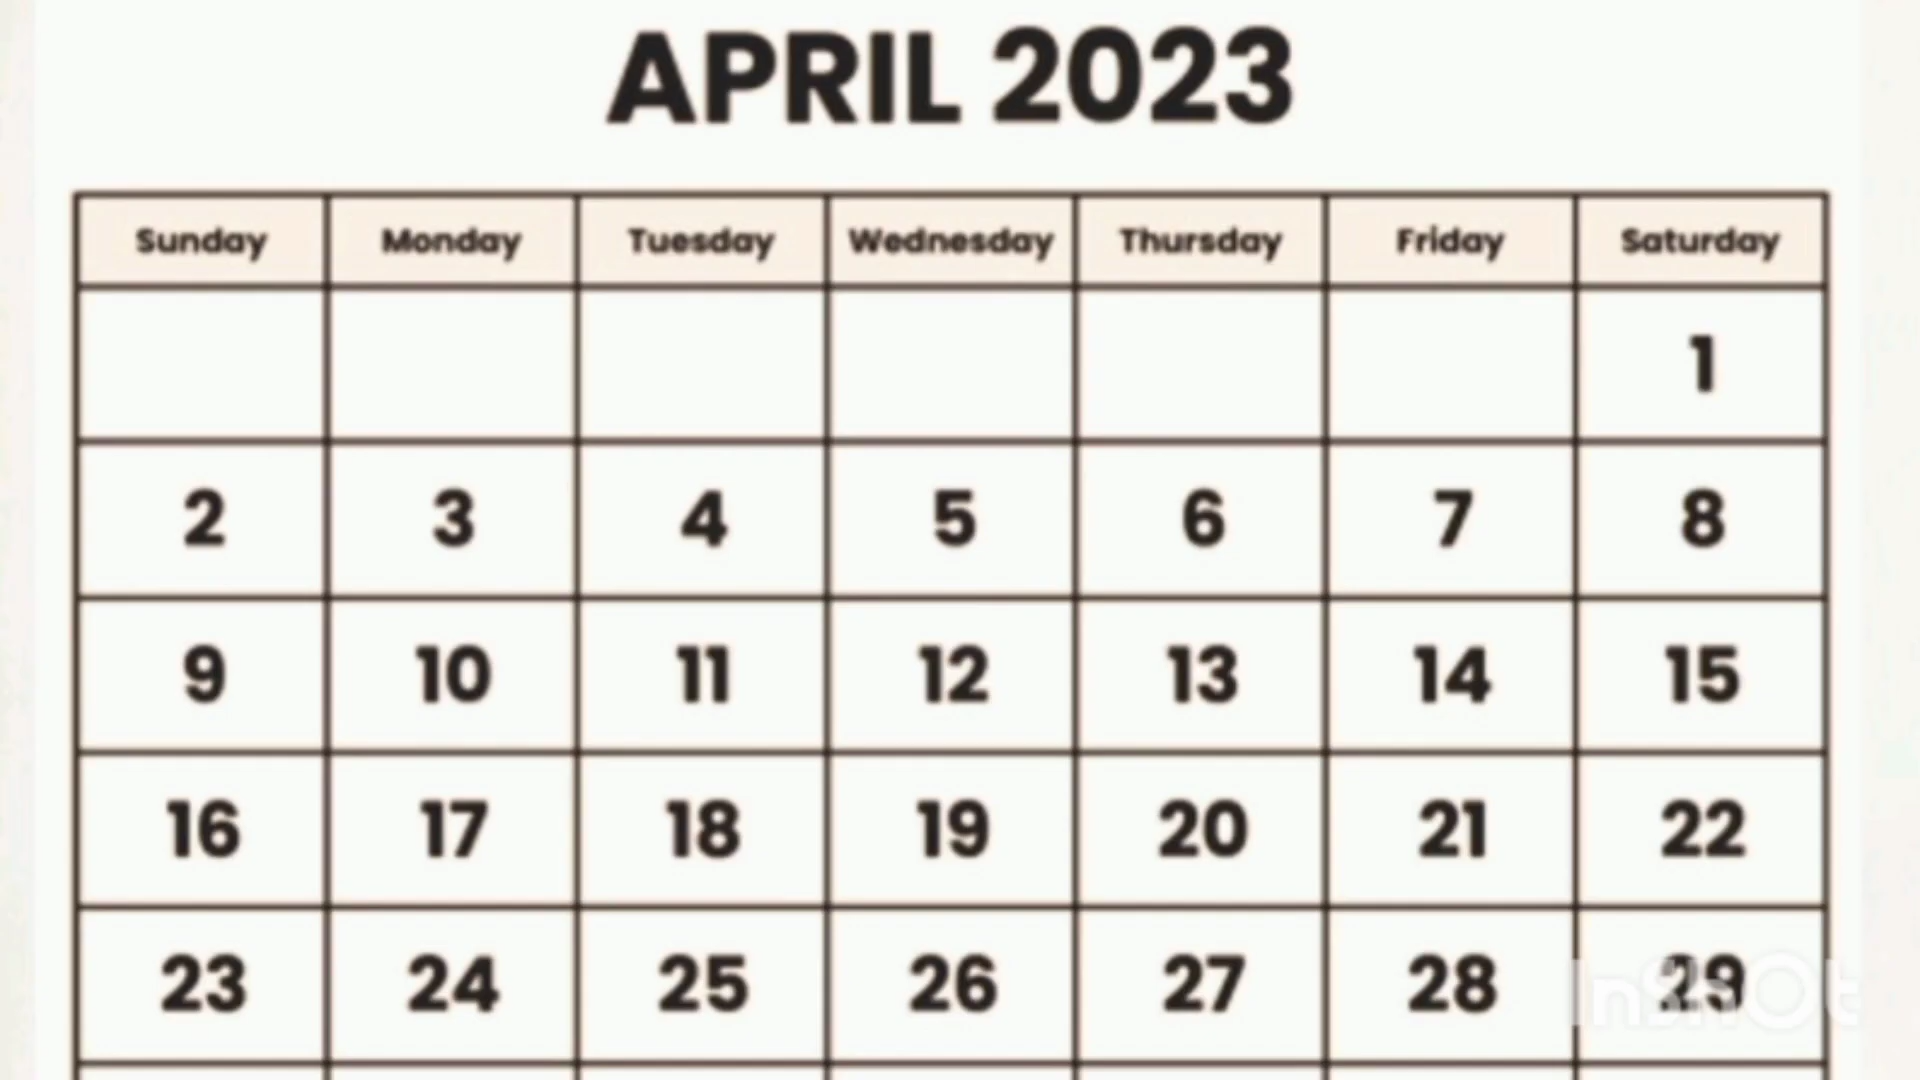 APRIL 2023
Sunday Monday Tuesday Wednesday Thursday Friday Saturday
1
2 3 4 5 6 7 8
9 10 11 12 13 14 15
16 17 18 19 20 21 22
23 24 25 26 27 28 29
InShOt